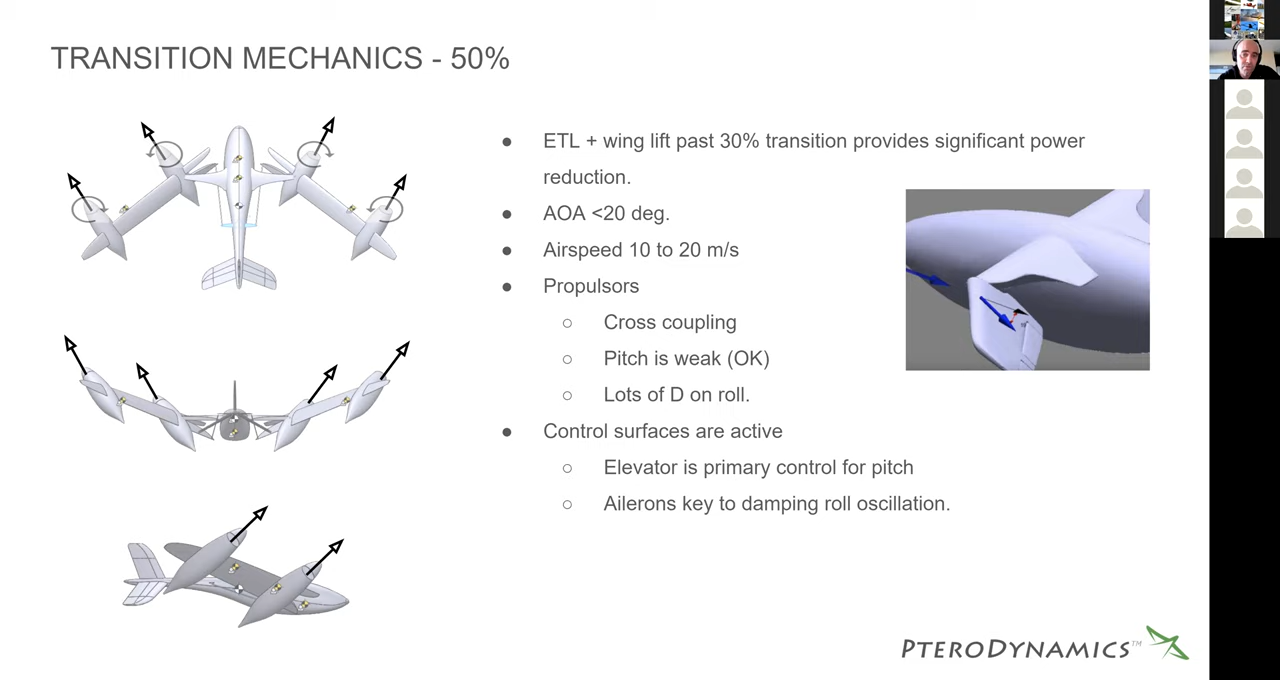 TRANSITION MECHANICS - 50%
● ETL + wing lift past 30% transition provides significant power
reduction.
● AOA <20 deg.
● Airspeed 10 to 20 m/s
● Propulsors
○ Cross coupling
○ Pitch is weak (OK)
○ Lots of D on roll.
● Control surfaces are active
○ Elevator is primary control for pitch
○ Ailerons key to damping roll oscillation.
PTERODYNAMICS™